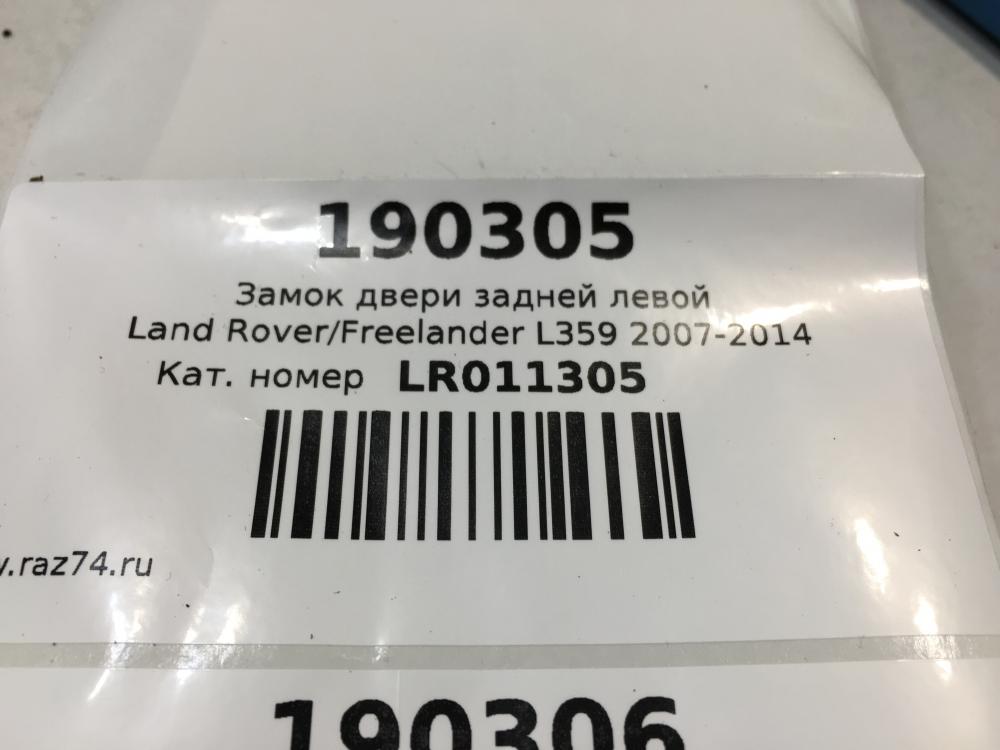 190305
Замок двери задней левой
Land Rover/Freelander L359 2007-2014
Кат. номер LR011305
.raz74.ru
190306